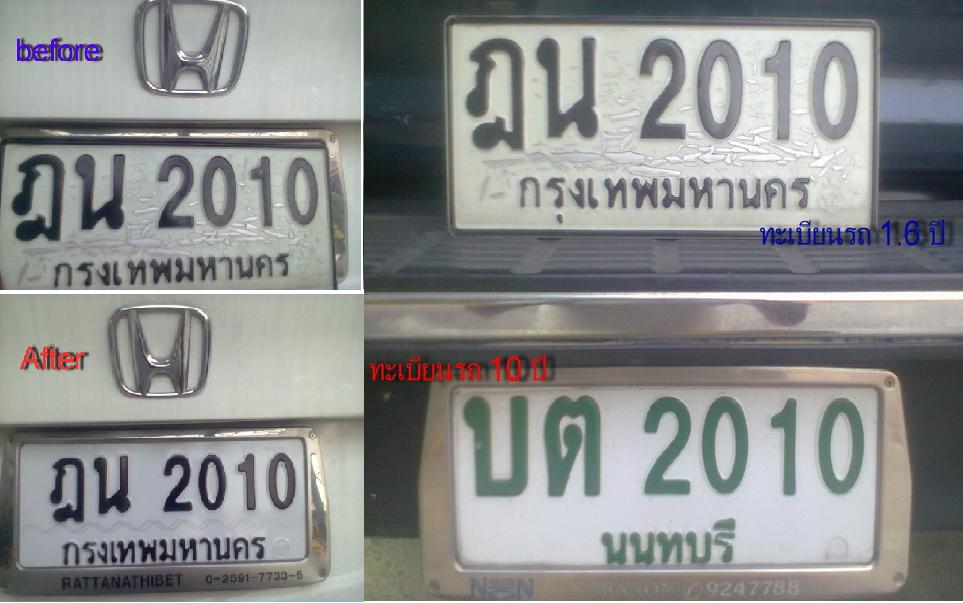 before
ฎน 2010
กรุงเทพมหานคร
ฎน 2010
กรุงเทพมหานคร
ทะเบียนรถ 1.6 ปี
After
ฎน 2010
กรุงเทพมหานคร
RATTANATHIBET 0-2591-7733-5
ทะเบียนรถ 10 ปี
บต 2010
นนทบุรี
9247788